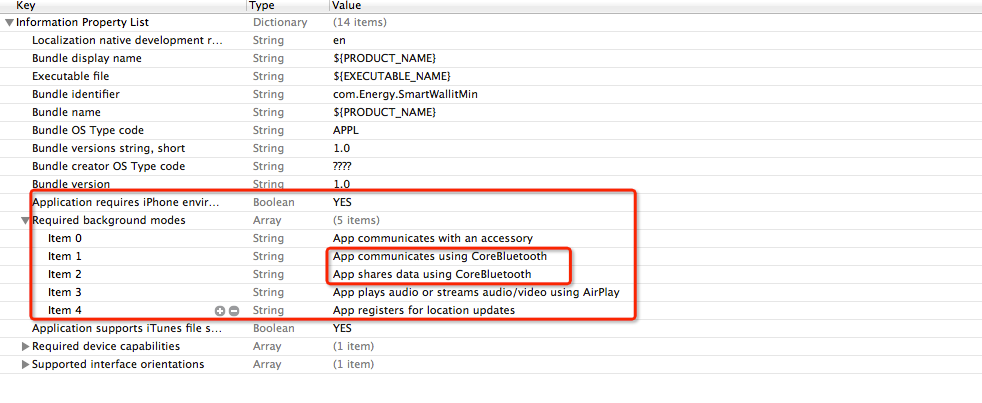 Key Type Value
Information Property List Dictionary (14 items)
Localization native development r... String en
Bundle display name String ${PRODUCT_NAME}
Executable file String ${EXECUTABLE_NAME}
Bundle identifier String com.Energy.SmartWallitMin
Bundle name String ${PRODUCT_NAME}
Bundle OS Type code String APPL
Bundle versions string, short String 1.0
Bundle creator OS Type code String ????
Bundle version String 1.0
Application requires iPhone envir... Boolean YES
Required background modes Array (5 items)
Item 0 String App communicates with an accessory
Item 1 String App communicates using CoreBluetooth
Item 2 String App shares data using CoreBluetooth
Item 3 String App plays audio or streams audio/video using AirPlay
Item 4 String App registers for location updates
Application supports iTunes file s... Boolean YES
Required device capabilities Array (1 item)
Supported interface orientations Array (1 item)